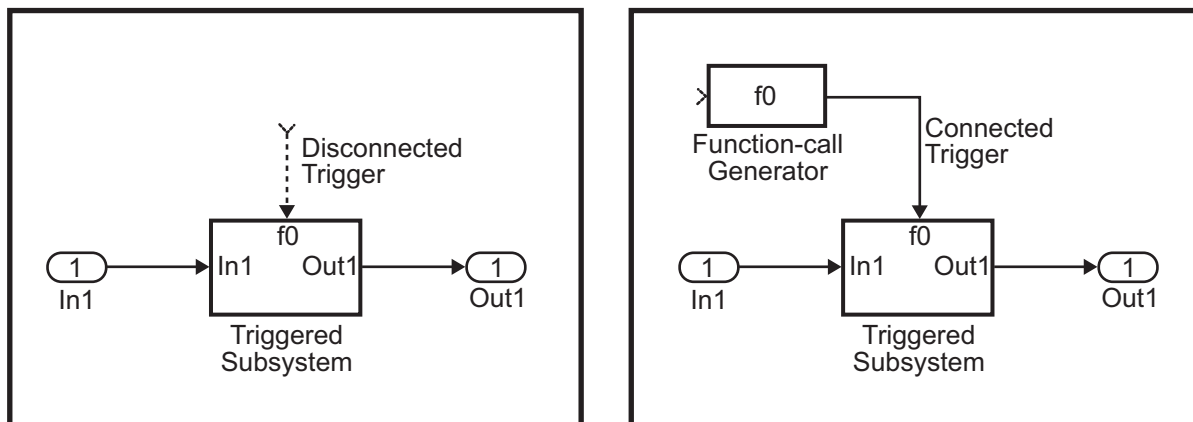 Disconnected
Trigger
f0
1
In1
Out1
1
In1
Out1
Triggered
Subsystem
f0
Function-call
Generator
Connected
Trigger
f0
1
In1
Out1
1
In1
Out1
Triggered
Subsystem